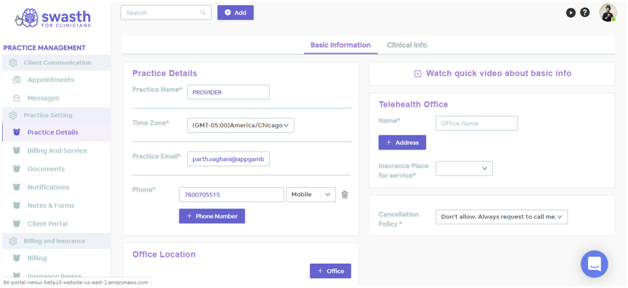 swasth
FOR CLINICIANS
Search
Add
PRACTICE MANAGEMENT
Client Communication
Appointments
Messages
Practice Setting
Practice Details
Billing And Service
Documents
Notifications
Notes & Forms
Client Portal
Billing and Insurance
Billing
Insurance Payers
bt-portal-newui-beta.s3-website-us-east-1.amazonaws.com
Basic Information
Clinical Info
Practice Details
Practice Name*
PROVIDER
Time Zone*
(GMT-05:00)America/Chicago
Practice Email*
parth.vaghani@appgamb
Phone*
7600705515
Mobile
+ Phone Number
Office Location
+ Office
Watch quick video about basic info
Telehealth Office
Name*
Office Name
+ Address
Insurance Place
for service*
Cancellation
Policy *
Don't allow, Always request to call me.